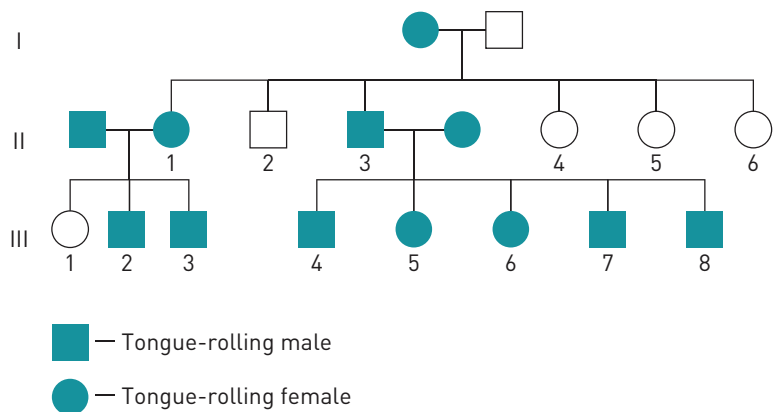 I
II
1 2 3 4 5 6
III
1 2 3 4 5 6 7 8
— Tongue-rolling male
— Tongue-rolling female